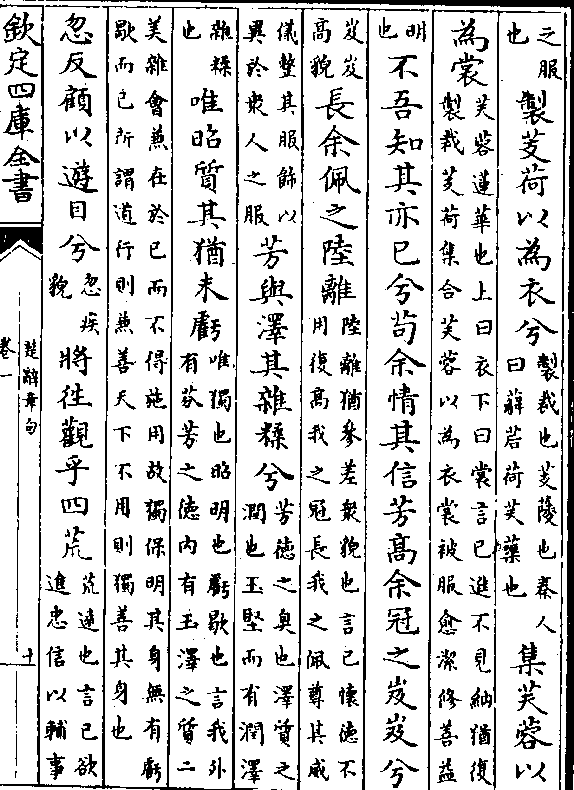 之服
也
製芰荷以為衣兮
製裁也芰蔆也秦人
曰薢茩荷芙蕖也
集芙蓉以
為裳
芙蓉蓮華也上曰衣下曰裳言已進不見納猶復
製裁芰荷集合芙蓉以為衣裳被服愈潔修善益
明
也
不吾知其亦已兮茍余情其信芳高余冠之岌岌兮
岌岌
高貌
長余佩之陸離
陸離猶參差衆貌也言已懷德不
用復高我之冠長我之佩尊其威
儀整其服飾以
異於衆人之服
芳與澤其雜糅兮
芳德之臭也澤質之
潤也玉堅而有潤澤
雜糅
也
唯昭質其猶未虧
唯獨也昭明也虧歇也言我外
有芬芳之德内有玉澤之質二
美雜會兼在於已而不得施用故獨保明其身無有虧
歇而已所謂道行則兼善天下不用則獨善其身也
忽反顧以遊目兮
忽疾
貌
將往觀乎四荒
荒逺也言已欲
進忠信以輔事
欽定四庫全書
楚辭章句
卷一
十